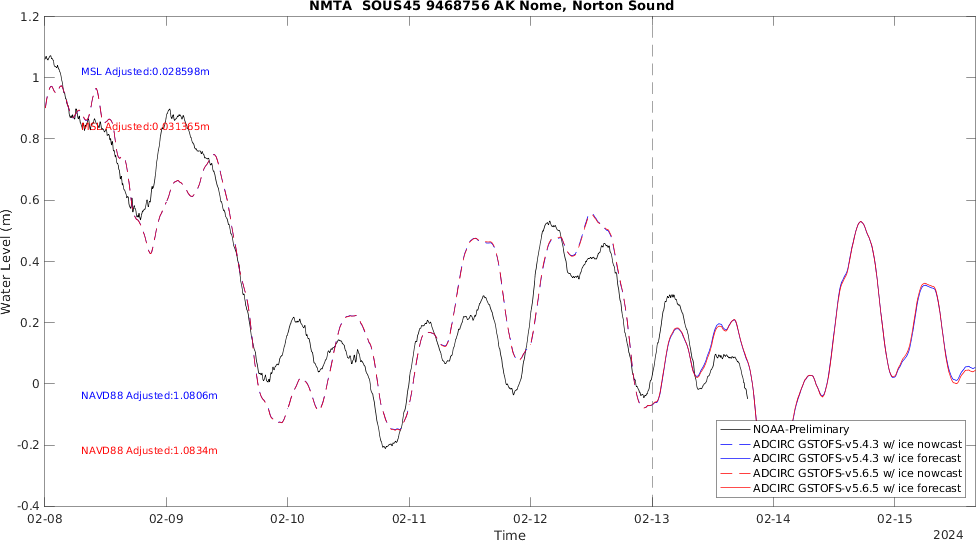 NMTA SOUS45 9468756 AK Nome, Norton Sound
1.2
1
0.8
0.6
0.4
0.2
0
-0.2
-0.4
Water Level (m)
MSL Adjusted:0.028598m
MSL Adjusted:0.031365m
NAVD88 Adjusted:1.0806m
NAVD88 Adjusted:1.0834m
NOAA-Preliminary
ADCIRC GSTOFS-v5.4.3 w/ ice nowcast
ADCIRC GSTOFS-v5.4.3 w/ ice forecast
ADCIRC GSTOFS-v5.6.5 w/ ice nowcast
ADCIRC GSTOFS-v5.6.5 w/ ice forecast
02-08 02-09 02-10 02-11 02-12 02-13 02-14 02-15
Time
2024